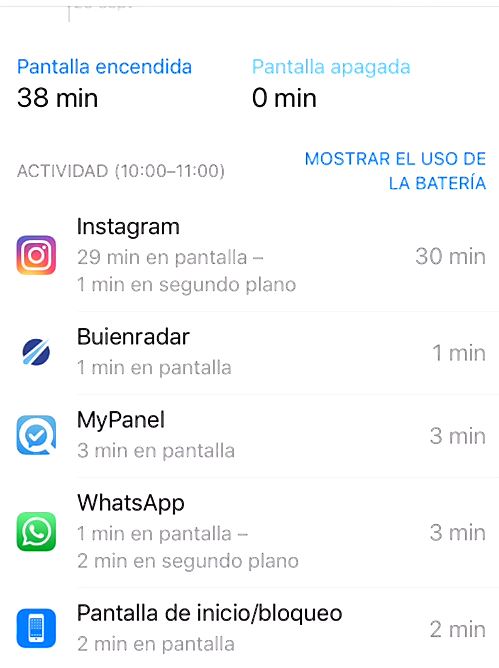 Pantalla encendida Pantalla apagada
38 min 0 min
ACTIVIDAD (10:00–11:00) MOSTRAR EL USO DE
LA BATERÍA
Instagram
29 min en pantalla –
1 min en segundo plano
30 min
Buienradar
1 min en pantalla
1 min
MyPanel
3 min en pantalla
3 min
WhatsApp
1 min en pantalla –
2 min en segundo plano
3 min
Pantalla de inicio/bloqueo
2 min en pantalla
2 min